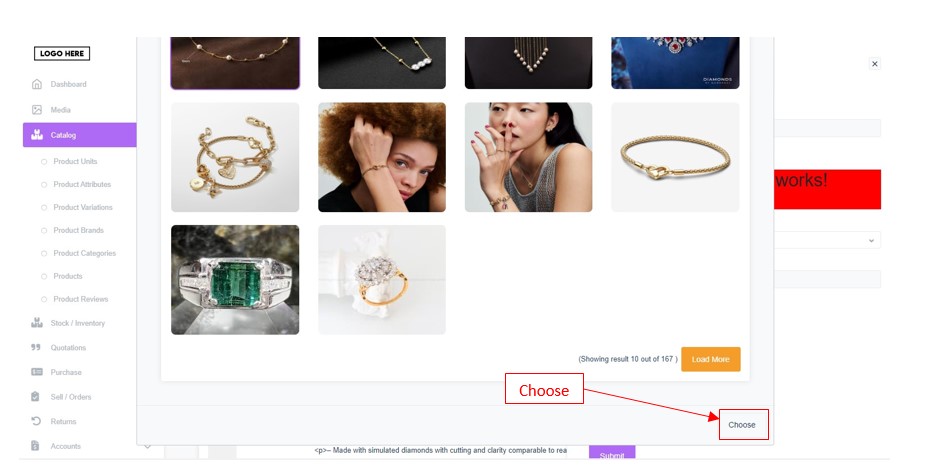 LOGO HERE
Dashboard
Media
Catalog
Product Units
Product Attributes
Product Variations
Product Brands
Product Categories
Products
Product Reviews
Stock / Inventory
Quotations
Purchase
Sell / Orders
Returns
Accounts
DIAMONDS
×
works!
(Showing result 10 out of 167 )
Load More
Choose
Choose
<p>– Made with simulated diamonds with cutting and clarity comparable to rea
Submit